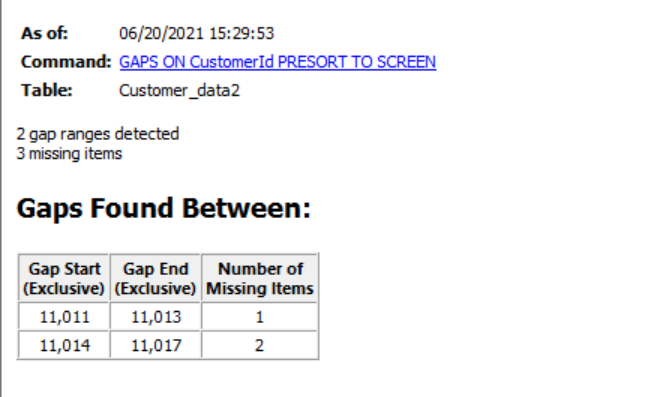 As of: 06/20/2021 15:29:53
Command: GAPS ON CustomerId PRESORT TO SCREEN
Table: Customer_data2
2 gap ranges detected
3 missing items
Gaps Found Between:
Gap Start Gap End Number of
(Exclusive) (Exclusive) Missing Items
11,011 11,013 1
11,014 11,017 2